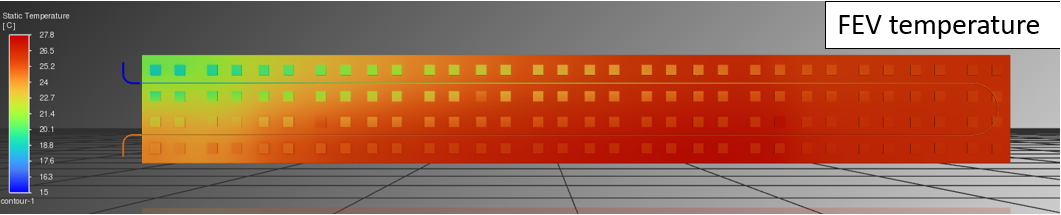 FEV temperature
Static Temperature
[ C ]
27.8
26.5
25.2
24
22.7
21.4
20.1
18.8
17.6
16.3
15
contour-1